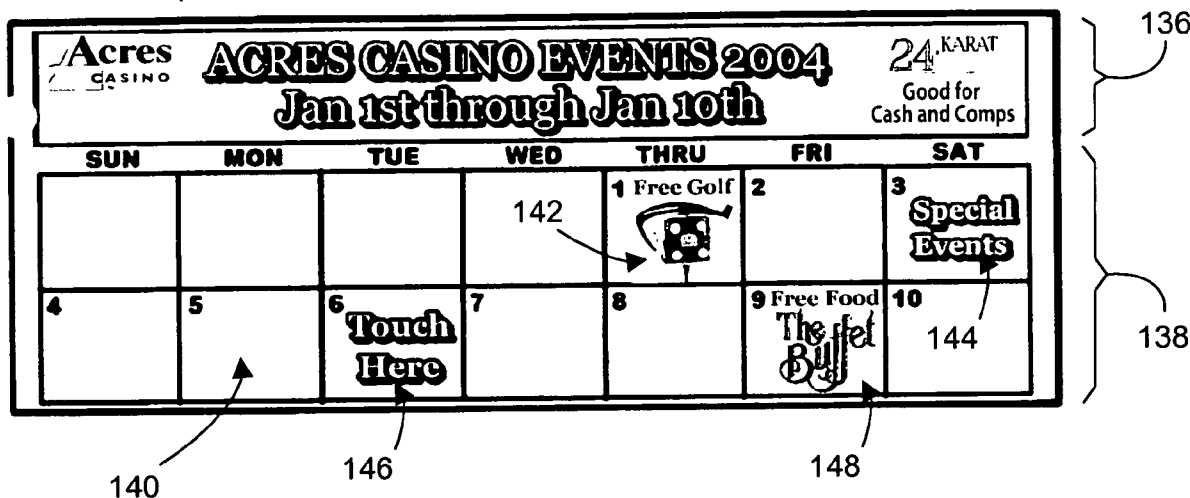 136
Acres
CASINO
ACRES CASINO EVENTS 2004
Jan 1st through Jan 10th
24 KARAT
Good for
Cash and Comps
SUN MON TUE WED THRU FRI SAT
1 Free Golf
2
3
Special
Events
142
4
5
6
Touch
Here
7
8
9 Free Food
The
Buffet
10
144
138
140
146
148